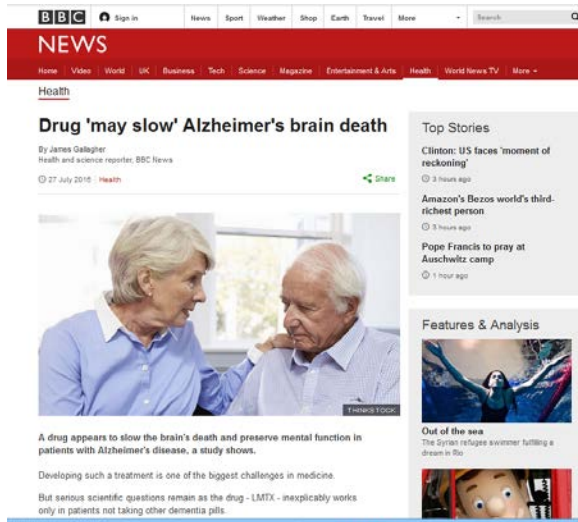 BBC Sign in News Sport Weather Shop Earth Travel More Search
NEWS
Home Video World UK Business Tech Science Magazine Entertainment & Arts Health World News TV More
Health
Drug 'may slow' Alzheimer's brain death
By James Gallagher
Health and science reporter, BBC News
27 July 2016 Health
Share
THINKSTOCK
A drug appears to slow the brain's death and preserve mental function in
patients with Alzheimer's disease, a study shows.
Developing such a treatment is one of the biggest challenges in medicine.
But serious scientific questions remain as the drug - LMTX - inexplicably works
only in patients not taking other dementia pills.
Top Stories
Clinton: US faces 'moment of
reckoning'
3 hours ago
Amazon's Bezos world's third-
richest person
5 hours ago
Pope Francis to pray at
Auschwitz camp
1 hour ago
Features & Analysis
Out of the sea
The Syrian refugee swimmer fulfilling a
dream in Rio